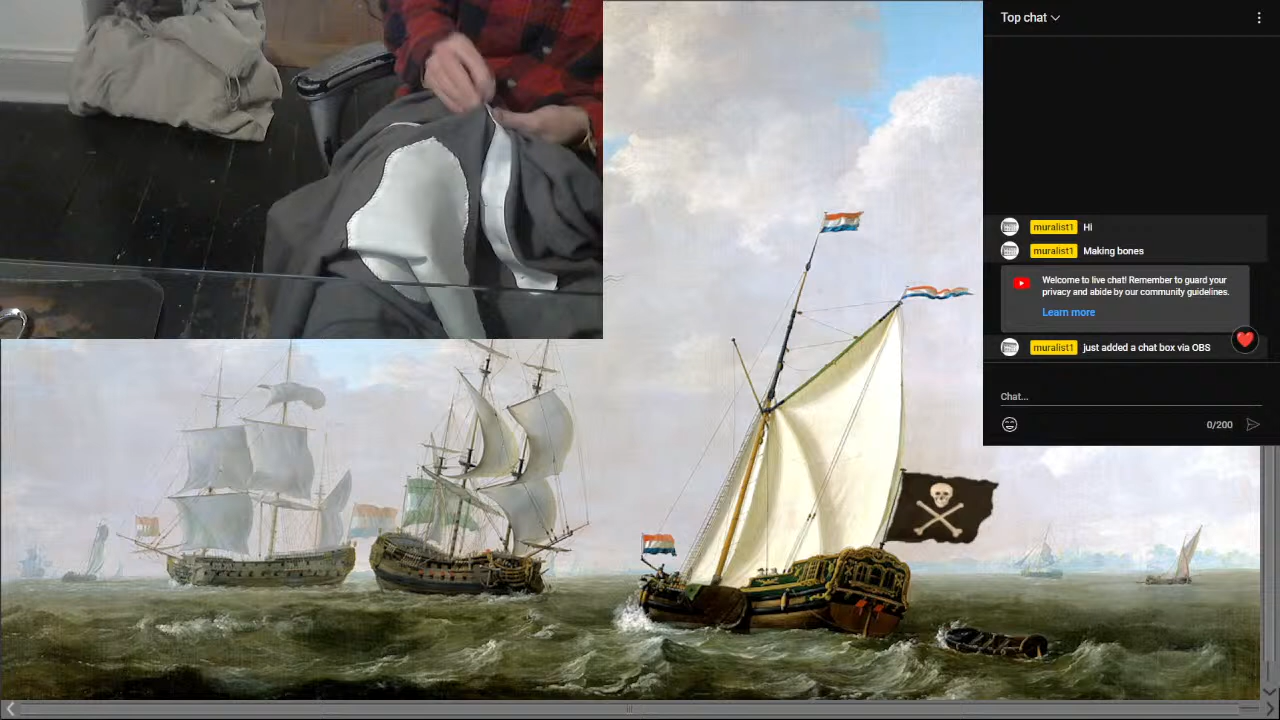 Top chat
muralist1 Hi
muralist1 Making bones
Welcome to live chat! Remember to guard your
privacy and abide by our community guidelines.
Learn more
muralist1 just added a chat box via OBS
Chat...
0/200